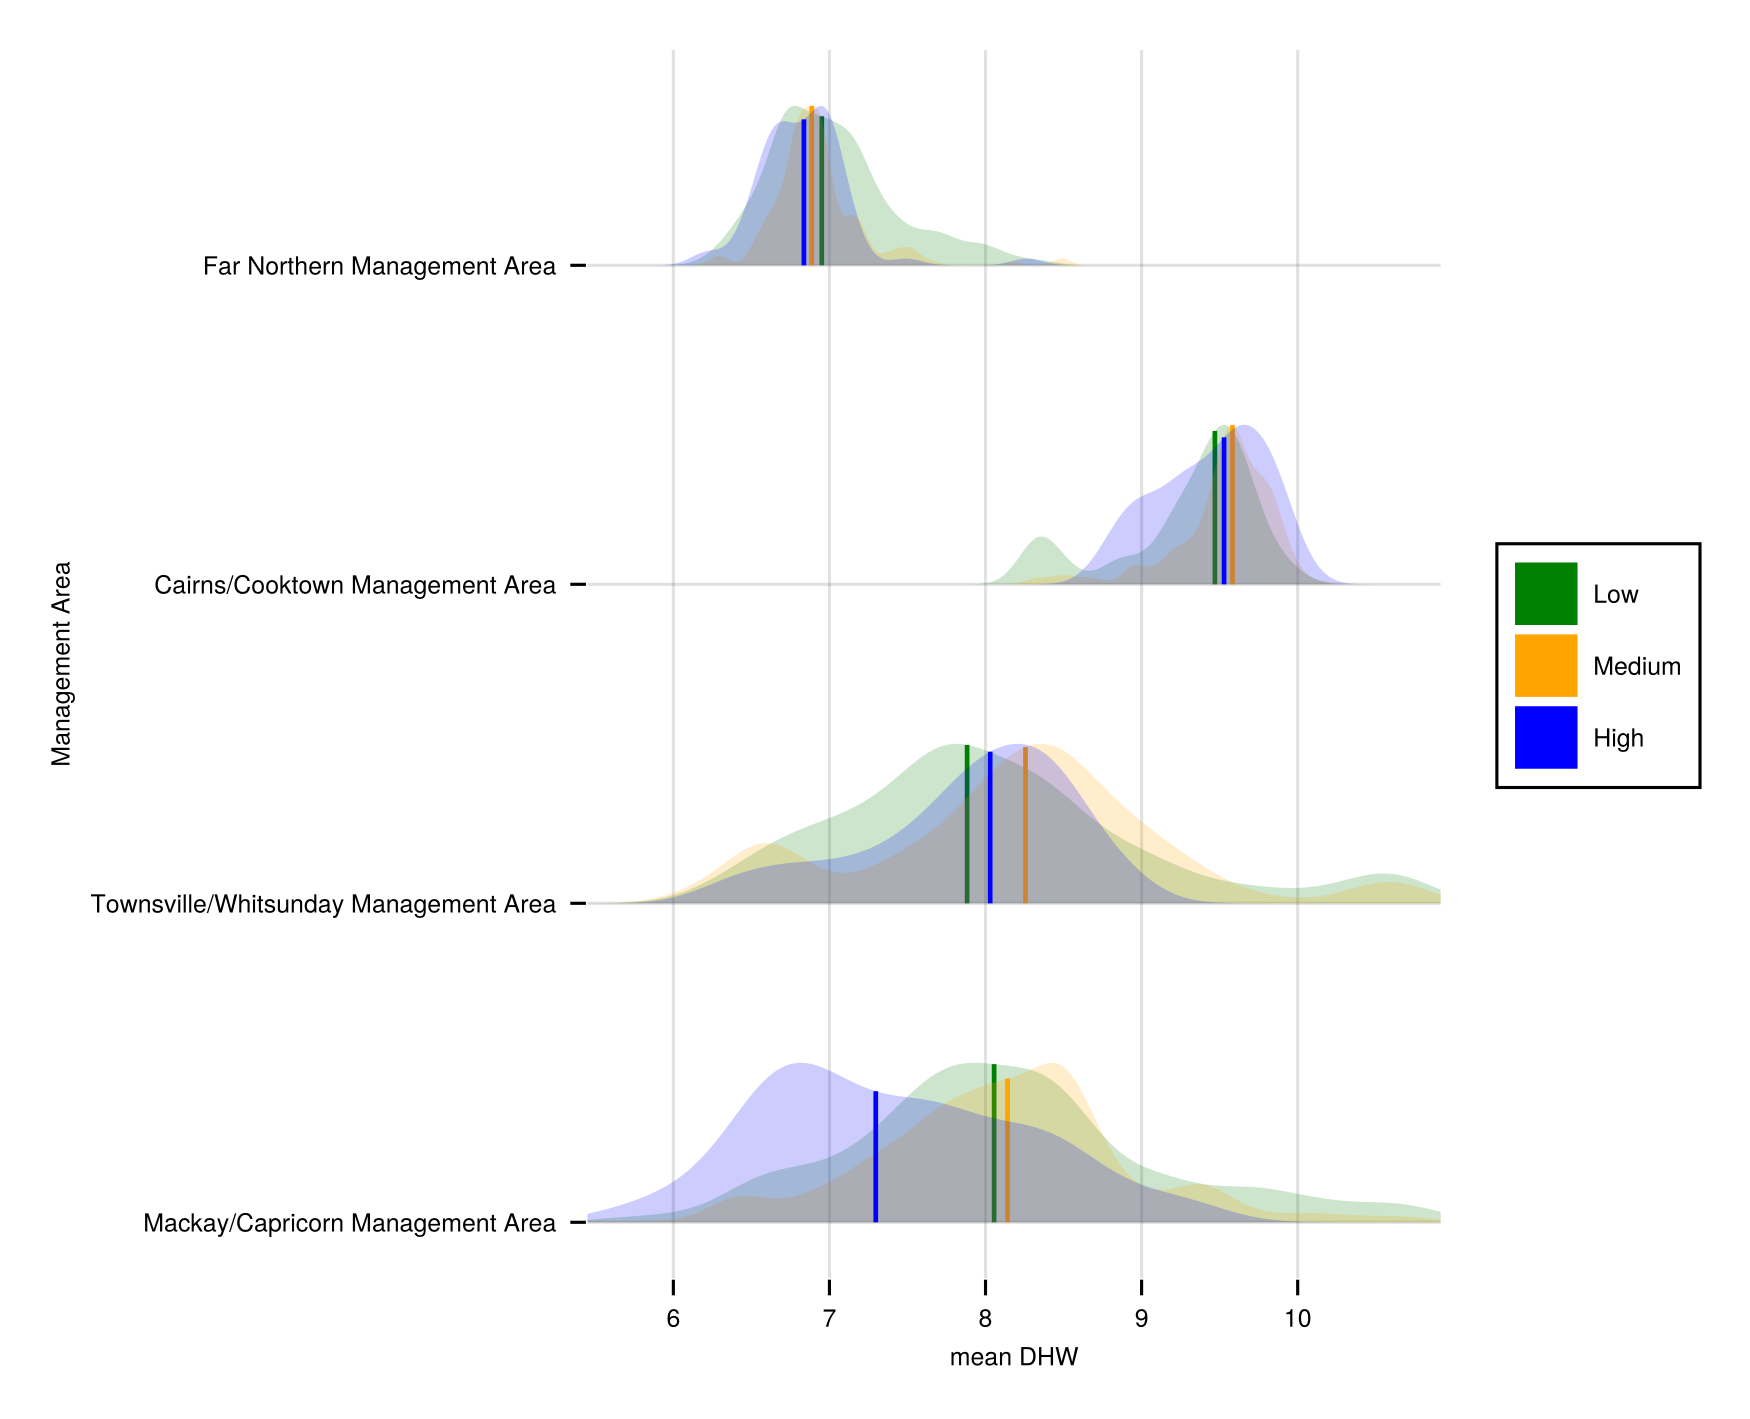 Management Area
Far Northern Management Area
Cairns/Cooktown Management Area
Townsville/Whitsunday Management Area
Mackay/Capricorn Management Area
6 7 8 9 10
mean DHW
Low
Medium
High